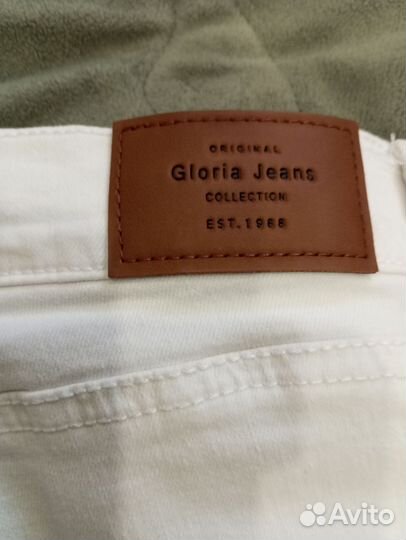 ORIGINAL
Gloria Jeans
COLLECTION
EST. 1988
Avito